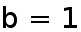 b = 1